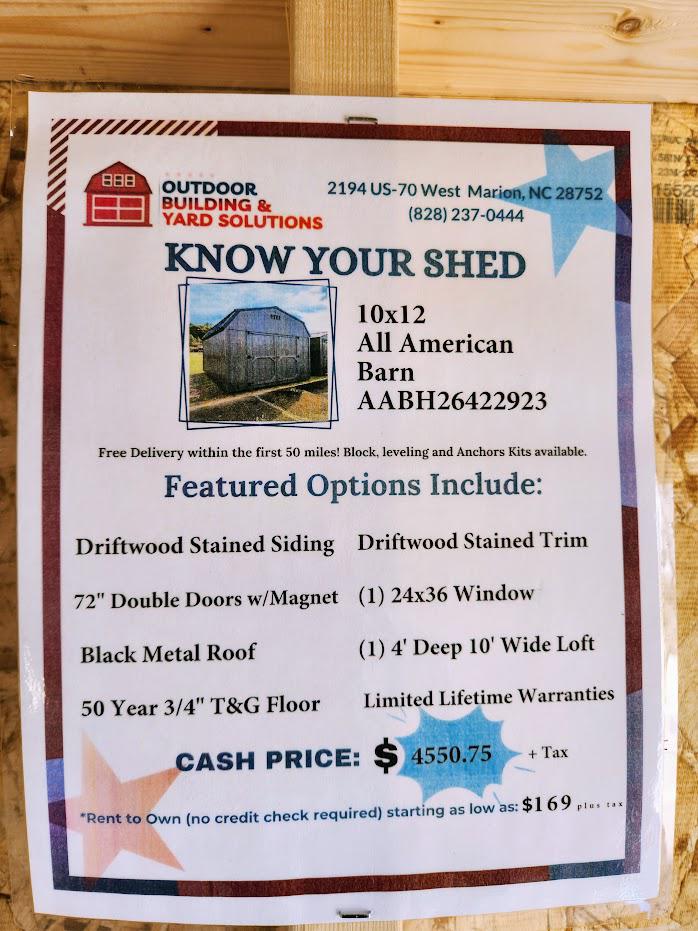 OUTDOOR
BUILDING &
YARD SOLUTIONS
2194 US-70 West Marion, NC 28752
(828) 237-0444
KNOW YOUR SHED
10x12
All American
Barn
AABH26422923
Free Delivery within the first 50 miles! Block, leveling and Anchors Kits available.
Featured Options Include:
Driftwood Stained Siding Driftwood Stained Trim
72" Double Doors w/Magnet (1) 24x36 Window
Black Metal Roof (1) 4' Deep 10' Wide Loft
50 Year 3/4" T&G Floor Limited Lifetime Warranties
CASH PRICE: $ 4550.75 + Tax
*Rent to Own (no credit check required) starting as low as: $169 plus tax